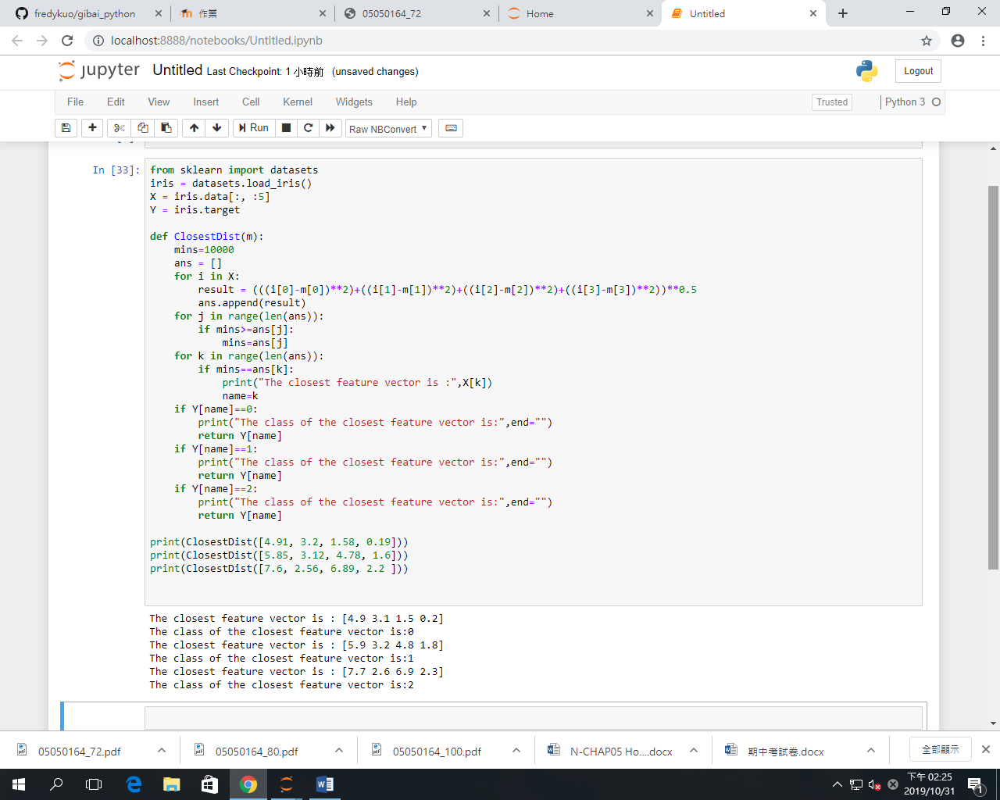 fredykuo/gibai_python
作業
05050164_72
Home
Untitled
localhost:8888/notebooks/Untitled.ipynb
jupyter Untitled Last Checkpoint: 1 小時前 (unsaved changes)
Logout
File Edit View Insert Cell Kernel Widgets Help
Trusted
Python 3
Run
Raw NBConvert
In [33]:
from sklearn import datasets
iris = datasets.load_iris()
X = iris.data[:, :5]
Y = iris.target
def ClosestDist(m):
    mins=10000
    ans = []
    for i in X:
        result = (((i[0]-m[0])**2)+((i[1]-m[1])**2)+((i[2]-m[2])**2)+((i[3]-m[3])**2))**0.5
        ans.append(result)
    for j in range(len(ans)):
        if mins>=ans[j]:
            mins=ans[j]
    for k in range(len(ans)):
        if mins==ans[k]:
            print("The closest feature vector is :",X[k])
            name=k
    if Y[name]==0:
        print("The class of the closest feature vector is:",end="")
        return Y[name]
    if Y[name]==1:
        print("The class of the closest feature vector is:",end="")
        return Y[name]
    if Y[name]==2:
        print("The class of the closest feature vector is:",end="")
        return Y[name]
print(ClosestDist([4.91, 3.2, 1.58, 0.19]))
print(ClosestDist([5.85, 3.12, 4.78, 1.6]))
print(ClosestDist([7.6, 2.56, 6.89, 2.2 ]))
The closest feature vector is : [4.9 3.1 1.5 0.2]
The class of the closest feature vector is:0
The closest feature vector is : [5.9 3.2 4.8 1.8]
The class of the closest feature vector is:1
The closest feature vector is : [7.7 2.6 6.9 2.3]
The class of the closest feature vector is:2
05050164_72.pdf
05050164_80.pdf
05050164_100.pdf
N-CHAP05 Ho....docx
期中考試卷.docx
全部顯示
下午 02:25
2019/10/31
1